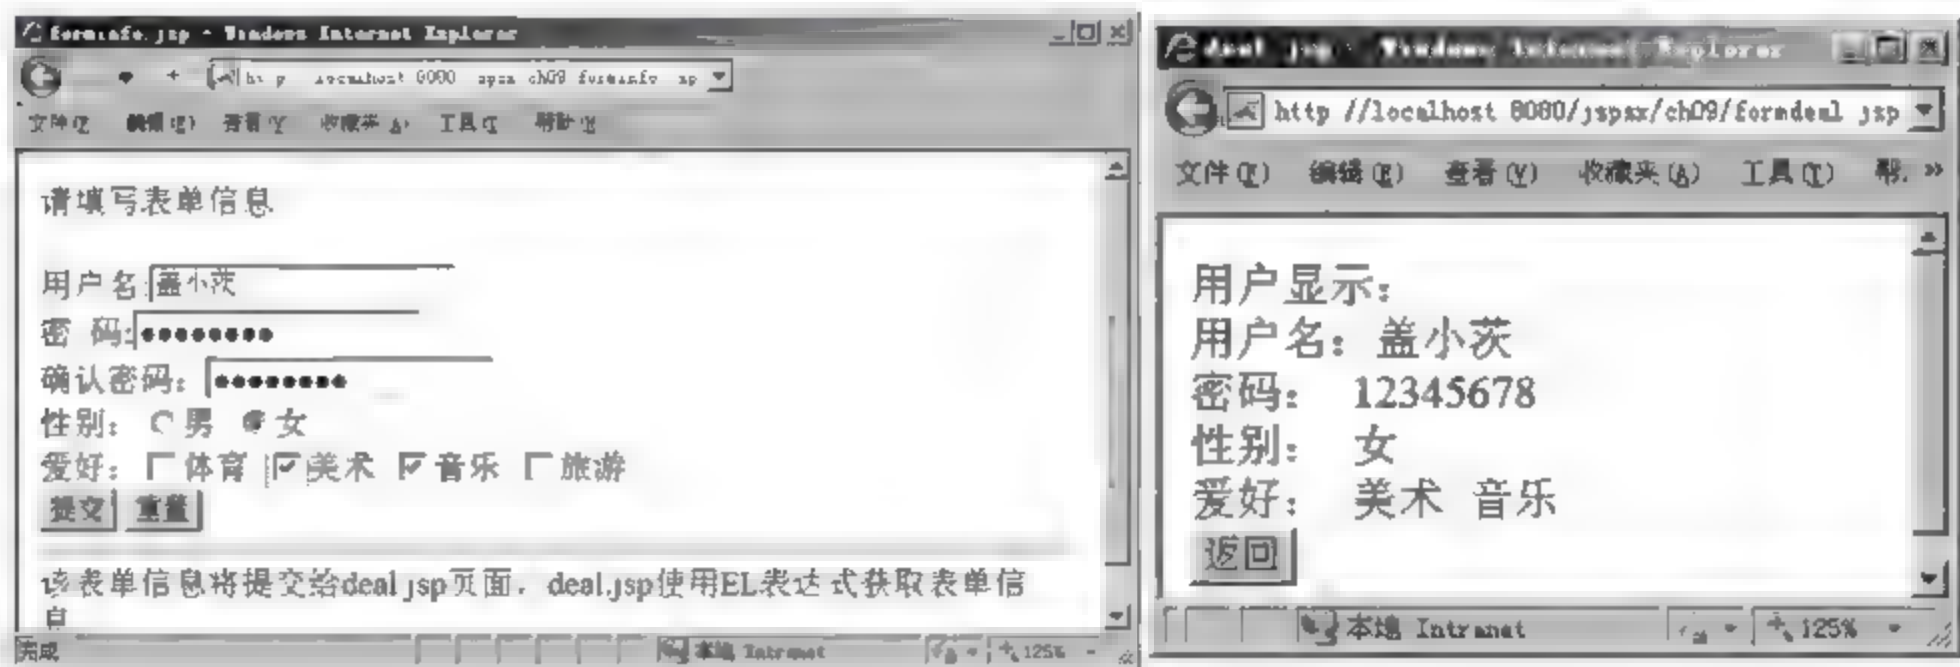 forminfo.jsp - Windows Internet Explorer
文件 编辑(E) 查看(V) 收藏夹(A) 工具(T) 帮助(H)
请填写表单信息
用户名:盖小茨
密 码:••••••••
确认密码：••••••••
性别： 男 女
爱好： 体育 美术 音乐 旅游
提交 重置
该表单信息将提交给deal.jsp页面，deal.jsp使用EL表达式获取表单信
息
完成 本地 Intranet 125%
deal.jsp - Windows Internet Explorer
http://localhost:8080/jspsx/ch09/formdeal.jsp
文件(F) 编辑(E) 查看(V) 收藏夹(A) 工具(T) 帮 »
用户显示：
用户名：盖小茨
密码： 12345678
性别： 女
爱好： 美术 音乐
返回
本地 Intranet 125%